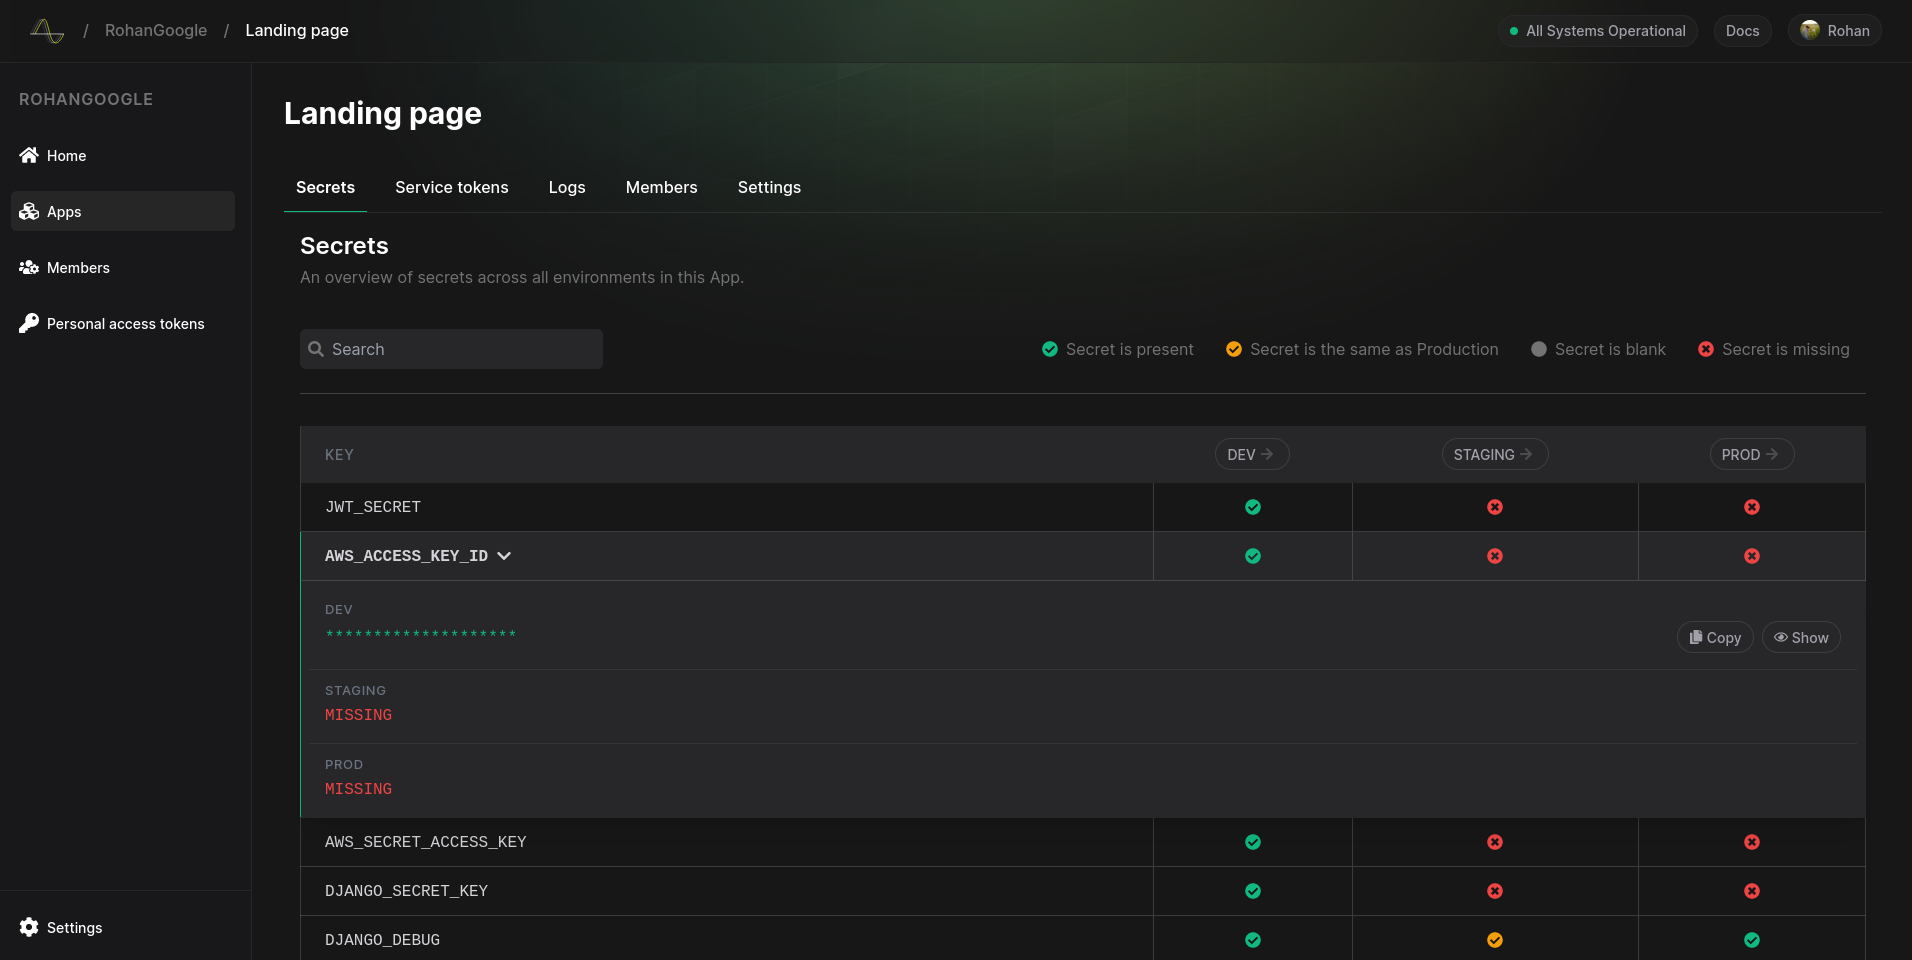 / RohanGoogle / Landing page
All Systems Operational
Docs
Rohan
ROHANGOOGLE
Home
Apps
Members
Personal access tokens
Settings
Landing page
Secrets Service tokens Logs Members Settings
Secrets
An overview of secrets across all environments in this App.
Search
Secret is present
Secret is the same as Production
Secret is blank
Secret is missing
KEY DEV STAGING PROD
JWT_SECRET
AWS_ACCESS_KEY_ID
DEV
********************
Copy Show
STAGING
MISSING
PROD
MISSING
AWS_SECRET_ACCESS_KEY
DJANGO_SECRET_KEY
DJANGO_DEBUG